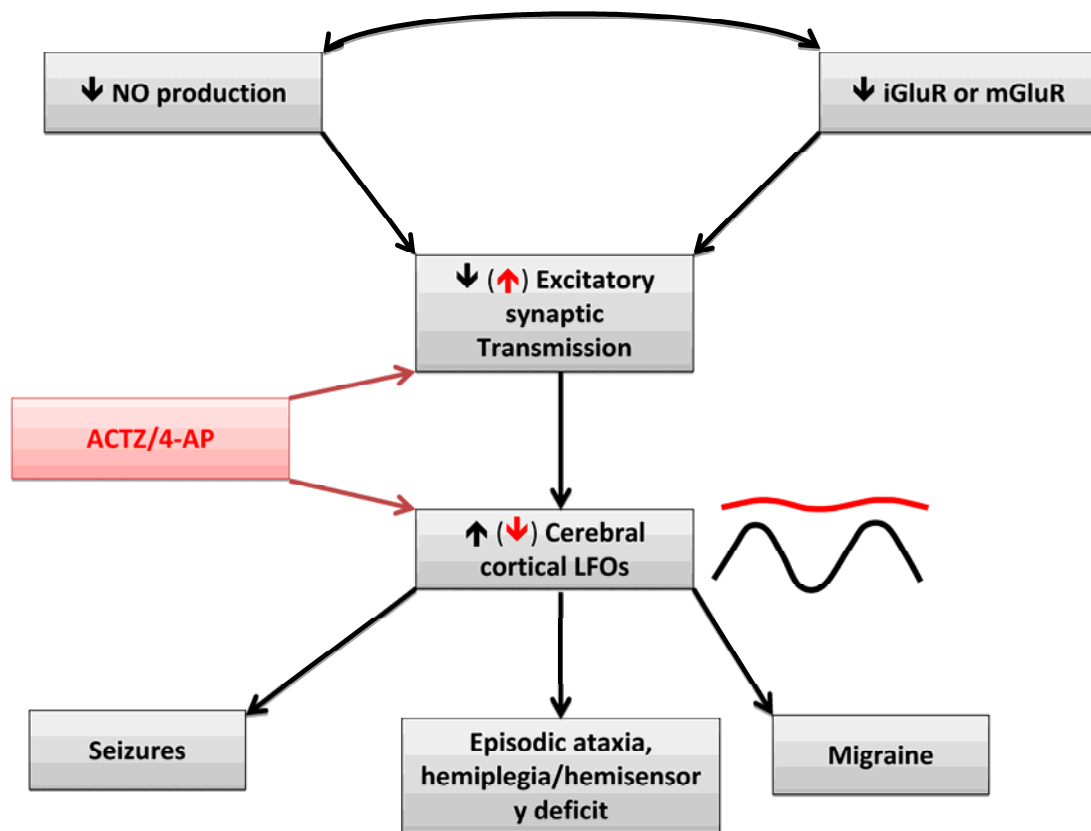 ↓ NO production
↓ iGluR or mGluR
↓ (↑) Excitatory
synaptic
Transmission
ACTZ/4-AP
↑ (↓) Cerebral
cortical LFOs
Seizures
Episodic ataxia,
hemiplegia/hemisensor
y deficit
Migraine